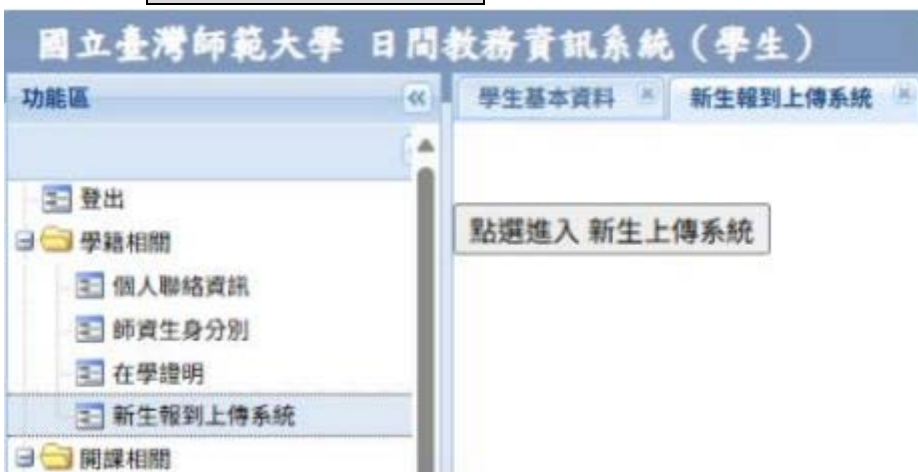 國立臺灣師範大學 日間教務資訊系統（學生）
功能區
學生基本資料 新生報到上傳系統
登出
學籍相關
點選進入 新生上傳系統
個人聯絡資訊
師資生身分別
在學證明
新生報到上傳系統
開課相關